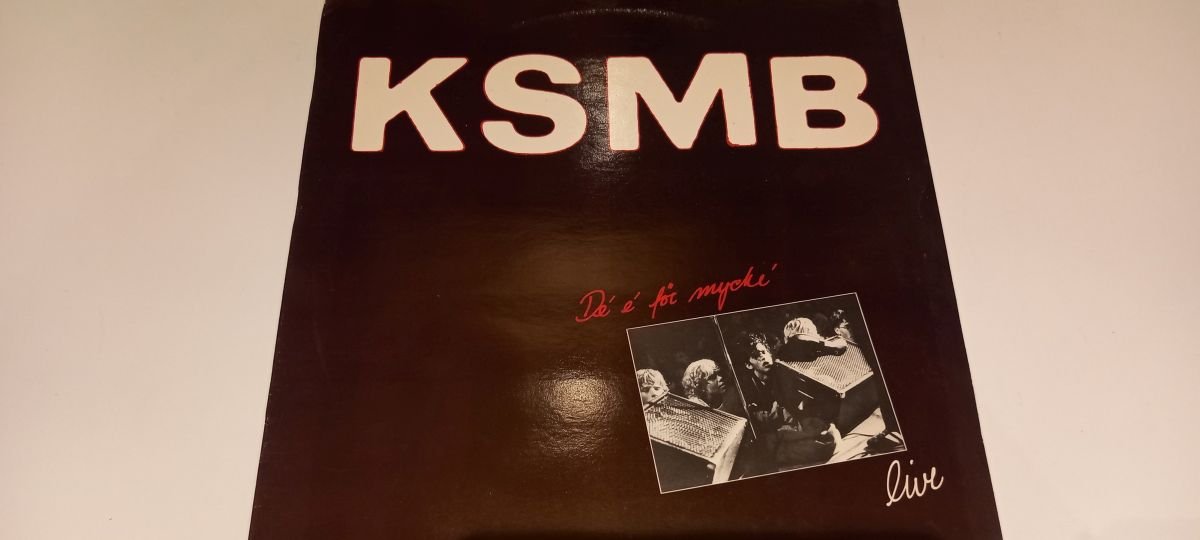 KSMB
Dé é för mycké
live